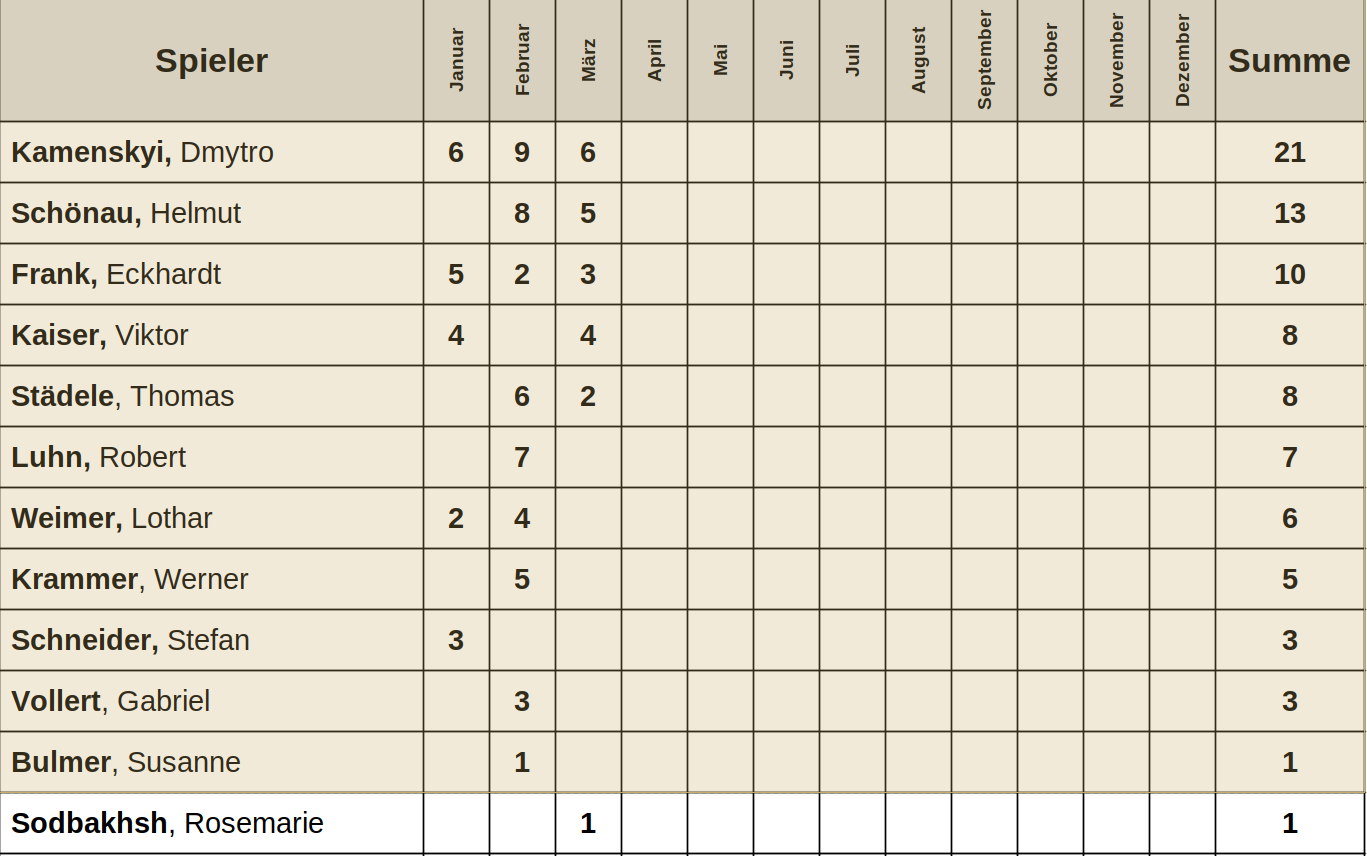 Spieler Januar Februar März April Mai Juni Juli August September Oktober November Dezember Summe
Kamenskyi, Dmytro 6 9 6 21
Schönau, Helmut 8 5 13
Frank, Eckhardt 5 2 3 10
Kaiser, Viktor 4 4 8
Städele, Thomas 6 2 8
Luhn, Robert 7 7
Weimer, Lothar 2 4 6
Krammer, Werner 5 5
Schneider, Stefan 3 3
Vollert, Gabriel 3 3
Bulmer, Susanne 1 1
Sodbakhsh, Rosemarie 1 1